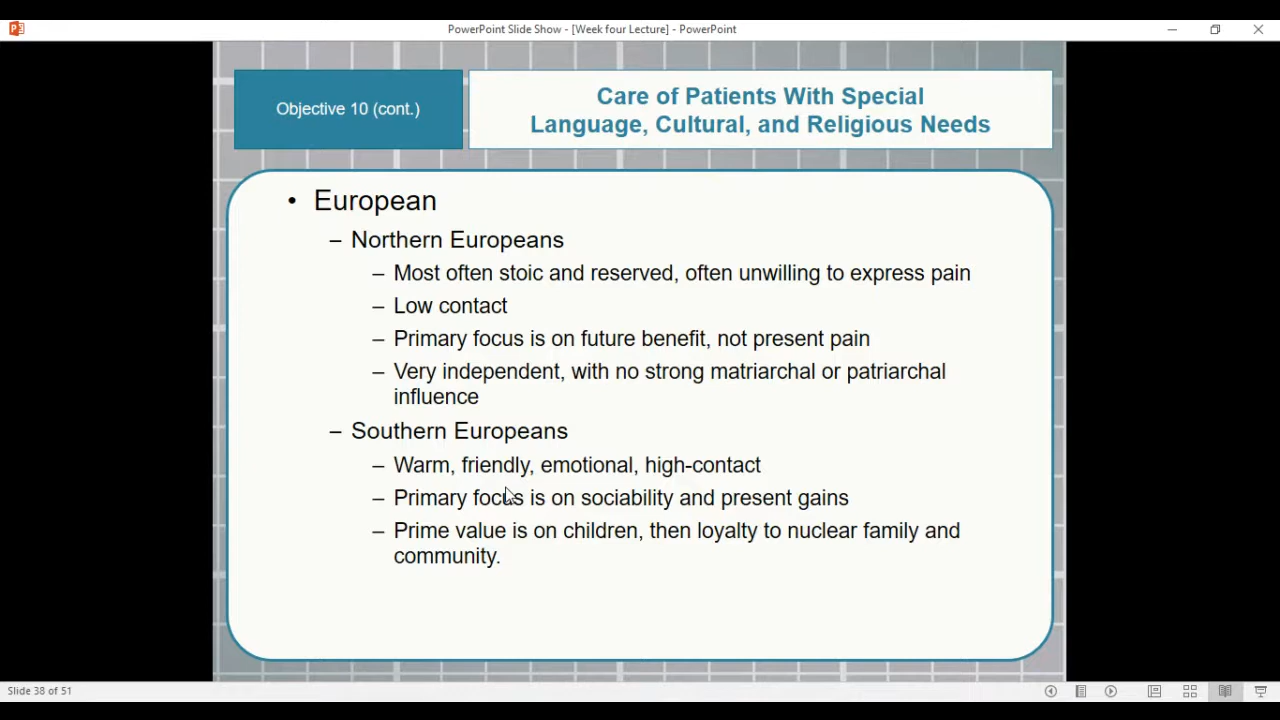 PowerPoint Slide Show - [Week four Lecture] - PowerPoint
Objective 10 (cont.)
Care of Patients With Special
Language, Cultural, and Religious Needs
• European
– Northern Europeans
– Most often stoic and reserved, often unwilling to express pain
– Low contact
– Primary focus is on future benefit, not present pain
– Very independent, with no strong matriarchal or patriarchal
influence
– Southern Europeans
– Warm, friendly, emotional, high-contact
– Primary focus is on sociability and present gains
– Prime value is on children, then loyalty to nuclear family and
community.
Slide 38 of 51